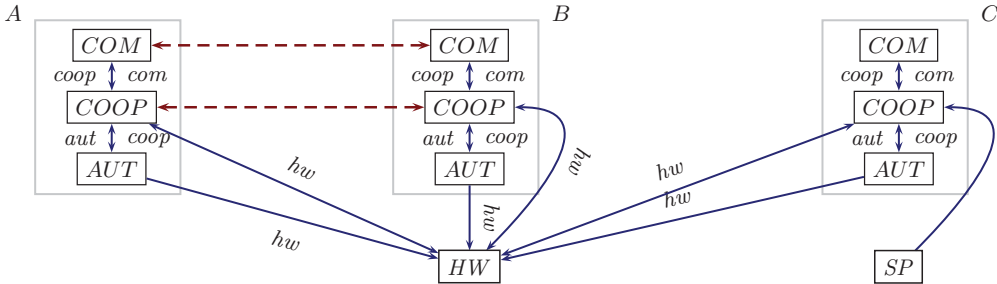 A B C
COM COM COM
coop com coop com coop com
COOP COOP COOP
aut coop aut coop aut coop
AUT AUT AUT
hw hw hw
hw hw
hw
HW SP